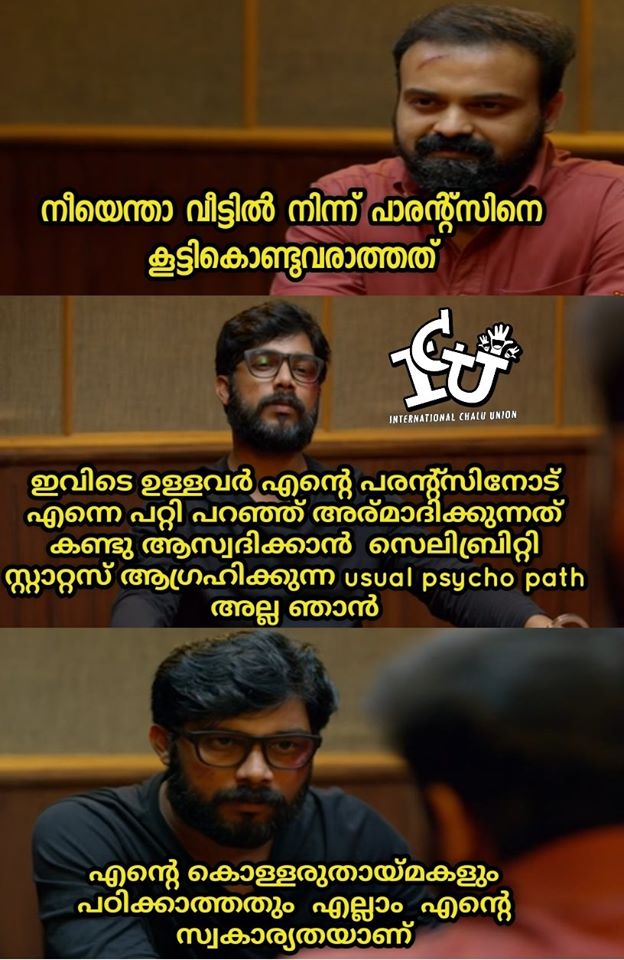 നീയെന്താ വീട്ടിൽ നിന്ന് പാരന്റ്സിനെ
കൂട്ടികൊണ്ടുവരാത്തത്
ICU
INTERNATIONAL CHALU UNION
ഇവിടെ ഉള്ളവർ എന്റെ പരന്റ്സിനോട്
എന്നെ പറ്റി പറഞ്ഞ് അര്മാദിക്കുന്നത്
കണ്ടു ആസ്വദിക്കാൻ സെലിബ്രിറ്റി
സ്റ്റാറ്റസ് ആഗ്രഹിക്കുന്ന usual psycho path
അല്ല ഞാൻ
എന്റെ കൊള്ളരുതായ്മകളും
പഠിക്കാത്തതും എല്ലാം എന്റെ
സ്വകാര്യതയാണ്